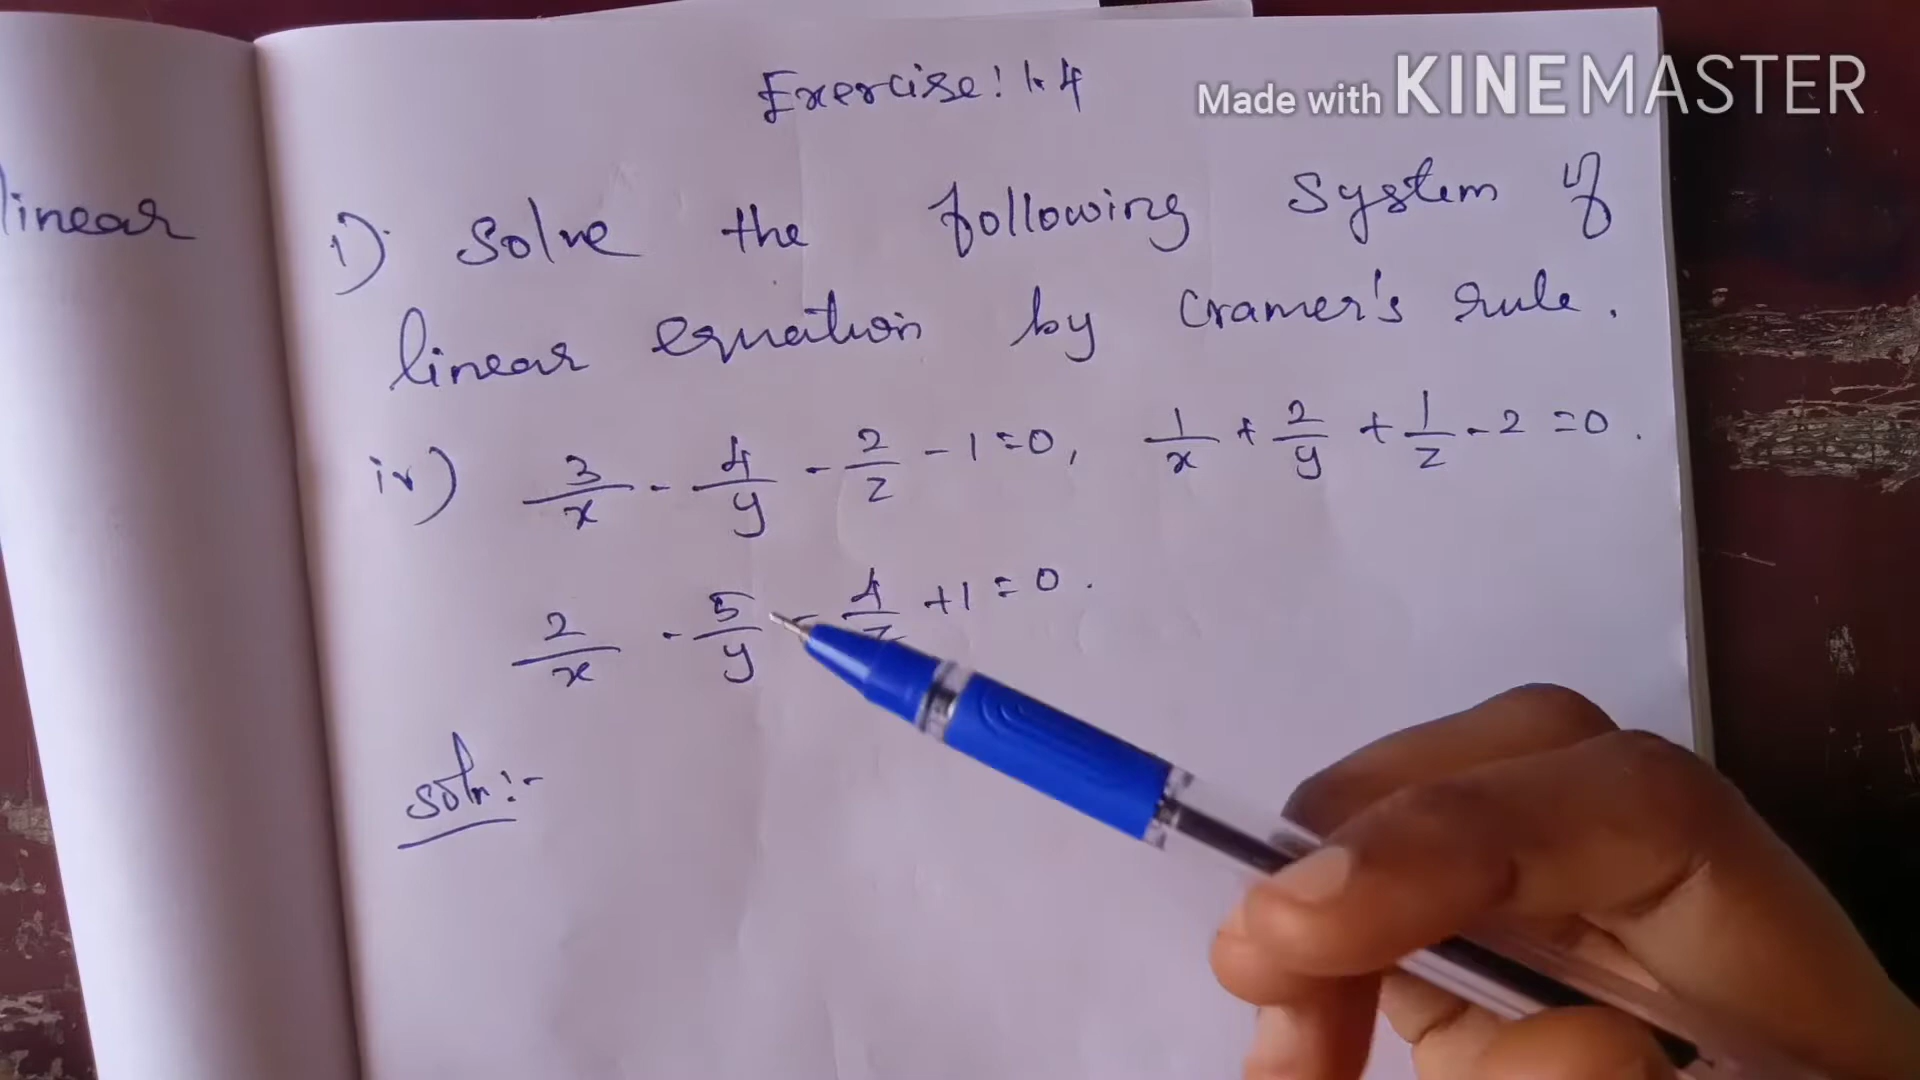 Exercise: 1.4
Made with KINEMASTER
linear
1) Solve the following System of
linear equation by Cramer's rule.
iv) 3/x - 4/y - 2/z - 1 = 0, 1/x + 2/y + 1/z - 2 = 0.
2/x - 5/y - 4/z + 1 = 0.
Soln:-